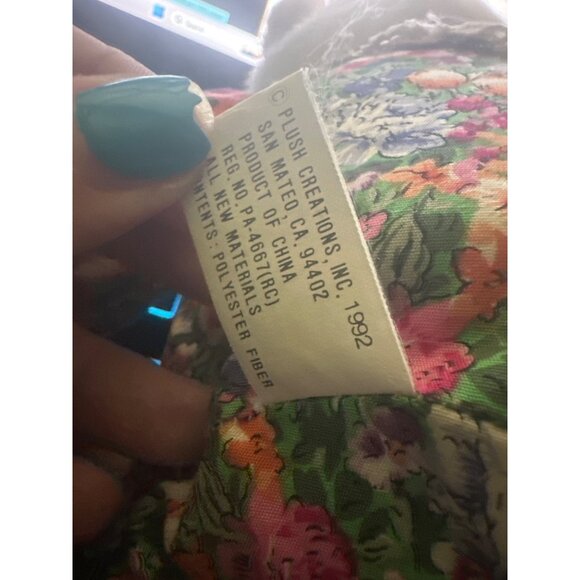 © PLUSH CREATIONS, INC. 1992
SAN MATEO, CA. 94402
PRODUCT OF CHINA
REG. NO. PA-4667(RC)
ALL NEW MATERIALS
NTENTS: POLYESTER FIBER